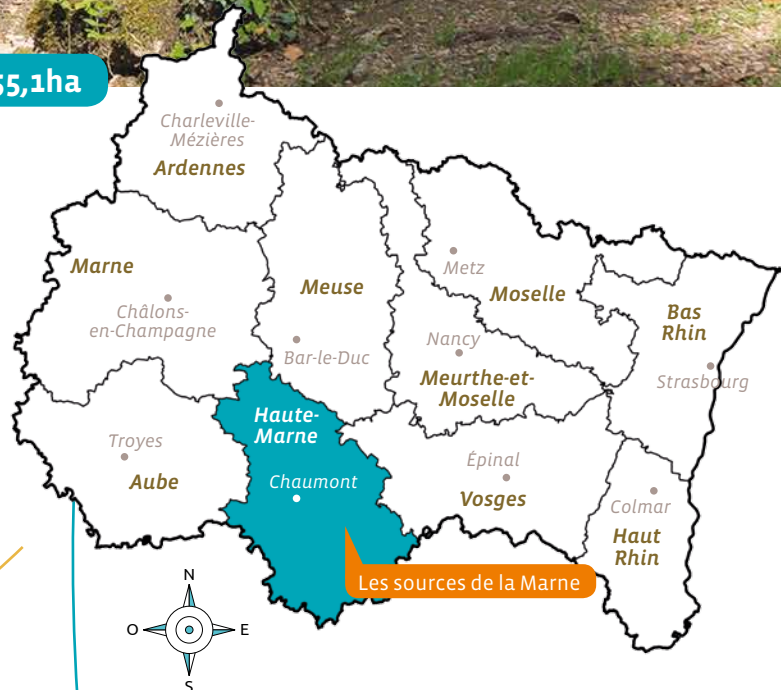 55,1ha
Charleville-
Mézières
Ardennes
Marne
Châlons-
en-Champagne
Meuse
Bar-le-Duc
Metz
Moselle
Nancy
Meurthe-et-
Moselle
Bas
Rhin
Strasbourg
Haute-
Marne
Chaumont
Troyes
Aube
Épinal
Vosges
Colmar
Haut
Rhin
Les sources de la Marne
N
O
E
S